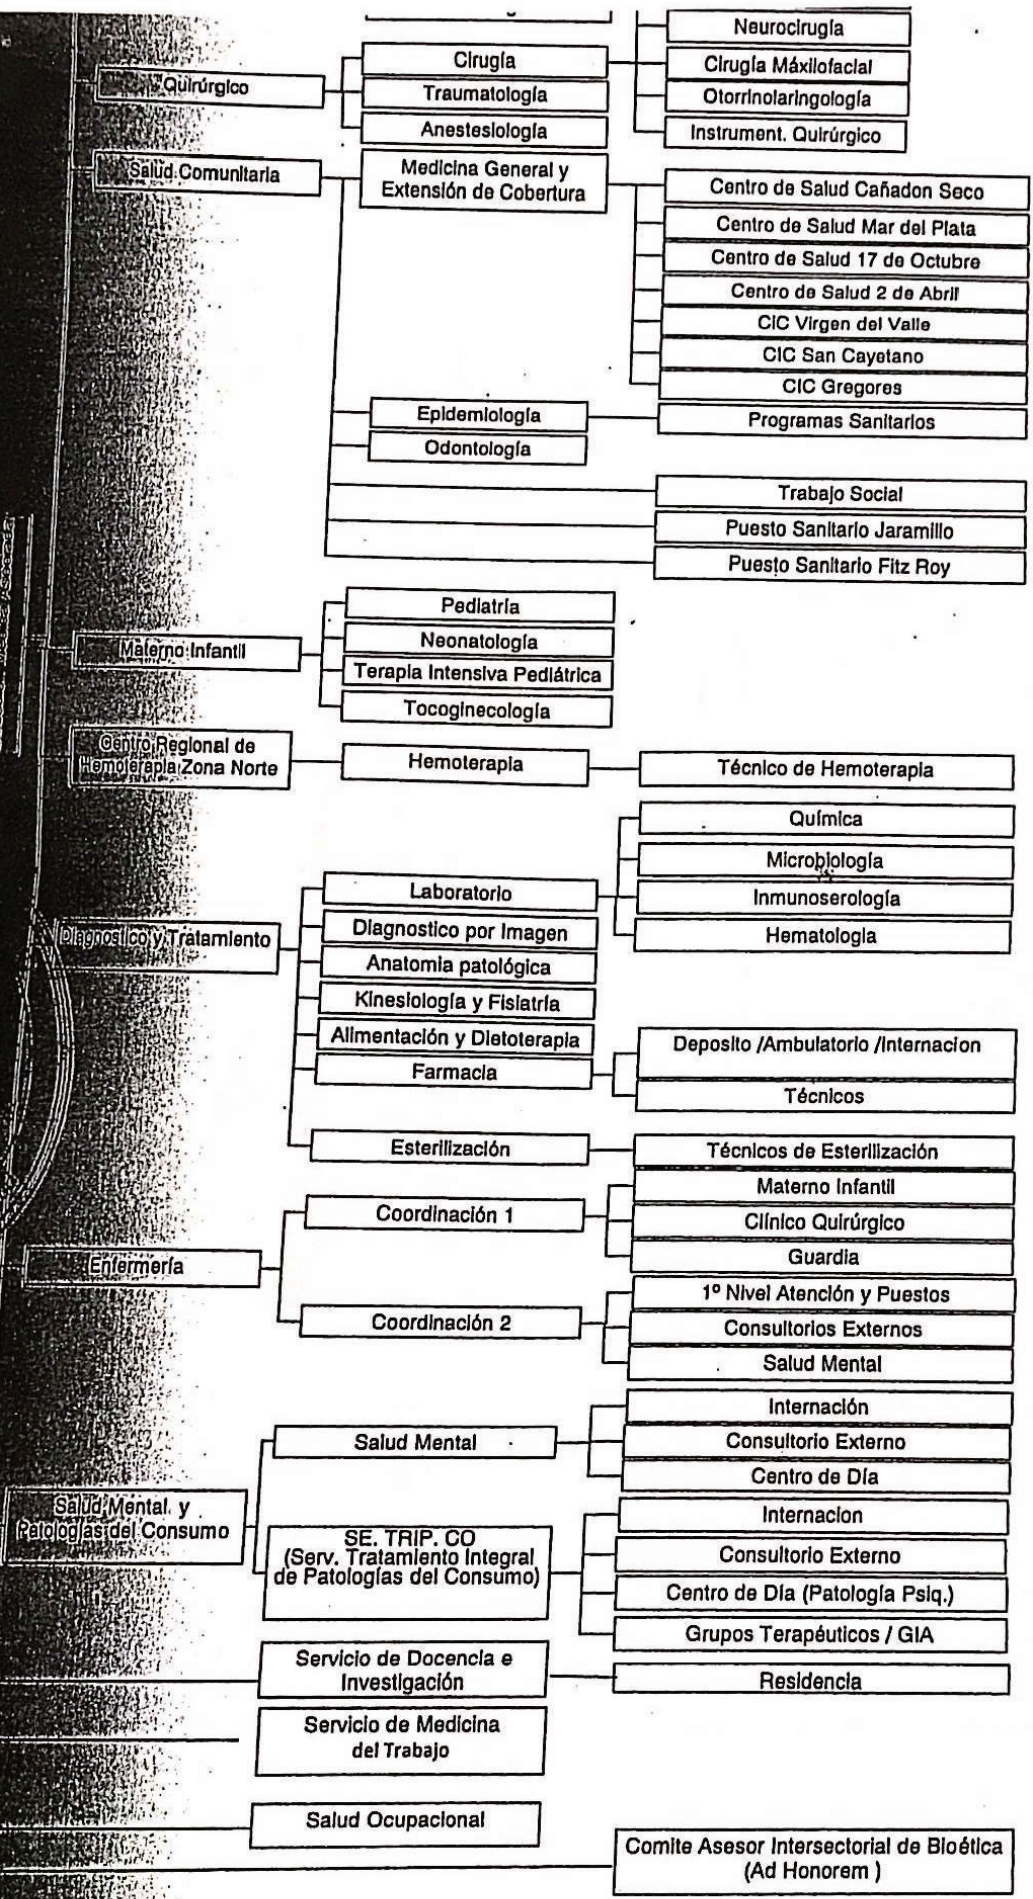 Neurocirugía
Cirugía
Cirugía Máxilofacial
Quirúrgico
Traumatología
Otorrinolaringología
Anestesiología
Instrument. Quirúrgico
Salud Comunitaria
Medicina General y
Extensión de Cobertura
Centro de Salud Cañadon Seco
Centro de Salud Mar del Plata
Centro de Salud 17 de Octubre
Centro de Salud 2 de Abril
CIC Virgen del Valle
CIC San Cayetano
CIC Gregores
Epidemiología
Programas Sanitarios
Odontología
Trabajo Social
Puesto Sanitario Jaramillo
Puesto Sanitario Fitz Roy
Materno Infantil
Pediatría
Neonatología
Terapia Intensiva Pediátrica
Tocoginecología
Centro Regional de
Hemoterapia Zona Norte
Hemoterapia
Técnico de Hemoterapia
Diagnostico y Tratamiento
Laboratorio
Química
Microbiología
Inmunoserología
Hematologia
Diagnostico por Imagen
Anatomia patológica
Kinesiología y Fisiatría
Alimentación y Dietoterapia
Farmacia
Deposito /Ambulatorio /Internacion
Técnicos
Esterilización
Técnicos de Esterilización
Enfermería
Coordinación 1
Materno Infantil
Clínico Quirúrgico
Guardia
Coordinación 2
1º Nivel Atención y Puestos
Consultorios Externos
Salud Mental
Salud Mental. y
Patologías del Consumo
Salud Mental
Internación
Consultorio Externo
Centro de Día
SE. TRIP. CO
(Serv. Tratamiento Integral
de Patologías del Consumo)
Internacion
Consultorio Externo
Centro de Día (Patología Psiq.)
Grupos Terapéuticos / GIA
Servicio de Docencia e
Investigación
Residencia
Servicio de Medicina
del Trabajo
Salud Ocupacional
Comite Asesor Intersectorial de Bioética
(Ad Honorem )